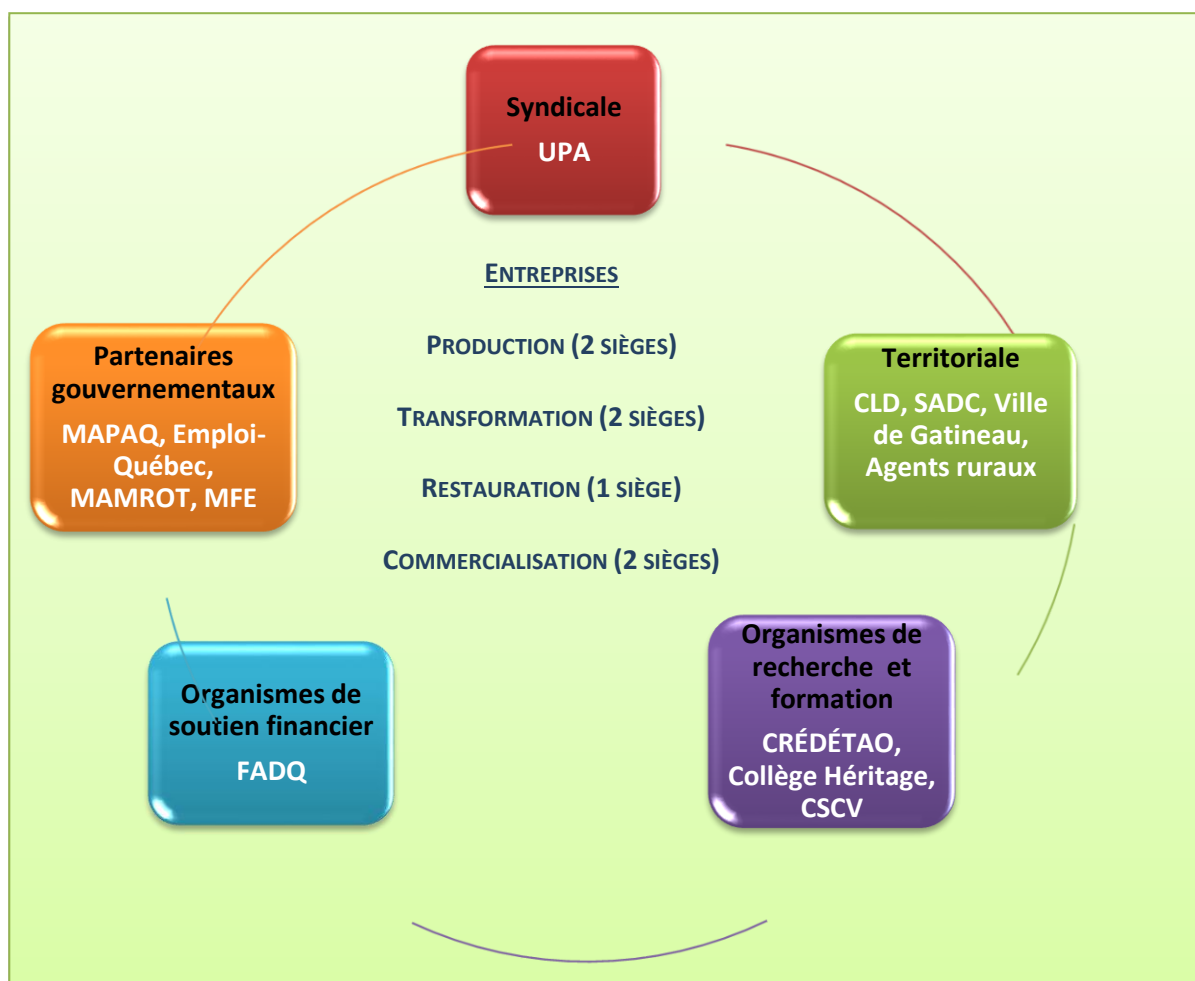 Syndicale
UPA
ENTREPRISES
PRODUCTION (2 SIÈGES)
TRANSFORMATION (2 SIÈGES)
RESTAURATION (1 SIÈGE)
COMMERCIALISATION (2 SIÈGES)
Partenaires
gouvernementaux
MAPAQ, Emploi-
Québec,
MAMROT, MFE
Territoriale
CLD, SADC, Ville
de Gatineau,
Agents ruraux
Organismes de
soutien financier
FADQ
Organismes de
recherche et
formation
CRÉDÉTAO,
Collège Héritage,
CSCV